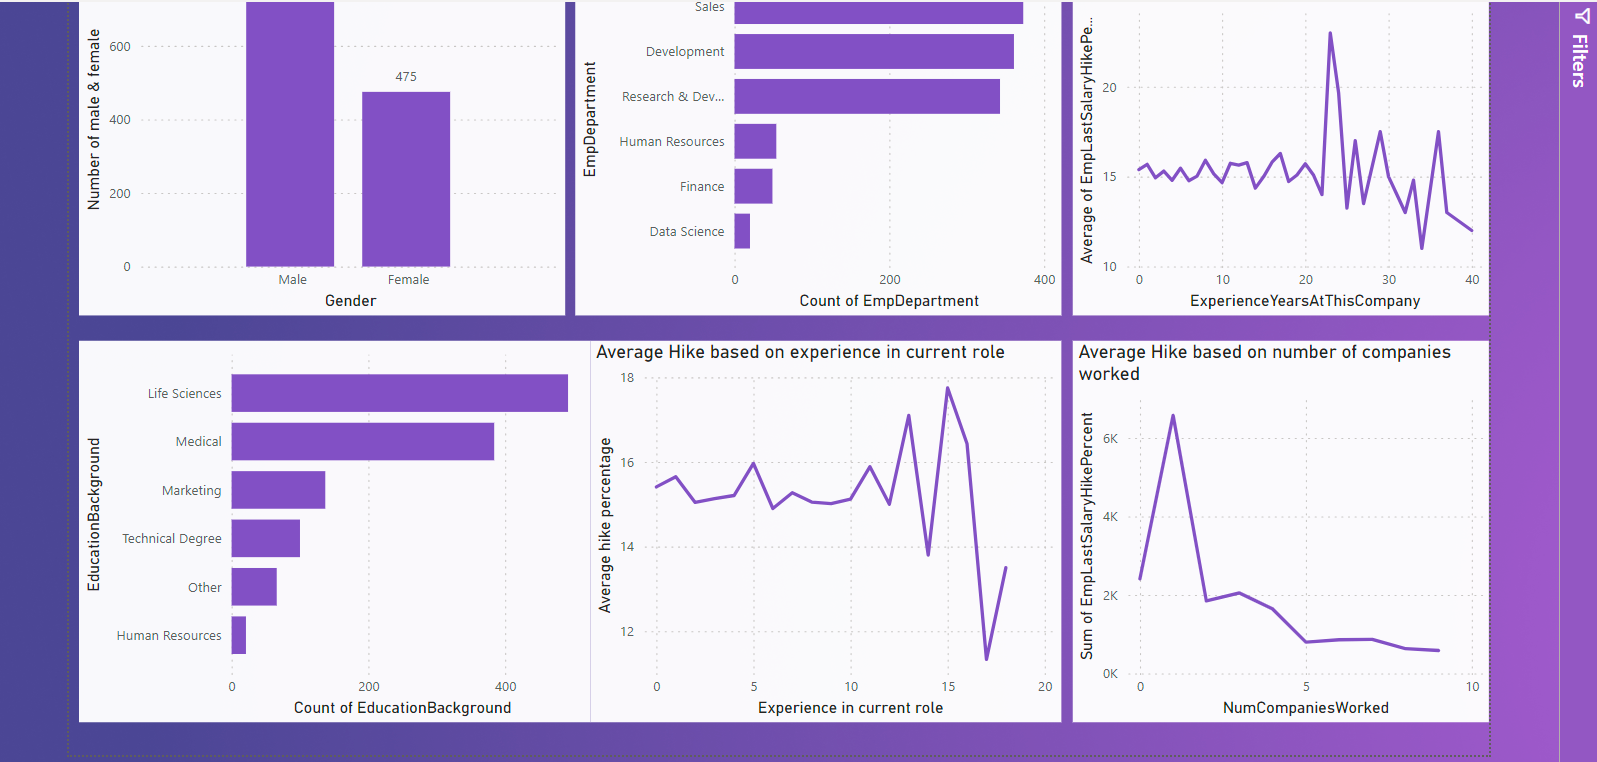 Number of male & female
600
400
200
0
475
Male
Female
Gender
EmpDepartment
Sales
Development
Research & Dev...
Human Resources
Finance
Data Science
0
200
400
Count of EmpDepartment
Average of EmpLastSalaryHikePe...
20
15
10
0
10
20
30
40
ExperienceYearsAtThisCompany
Filters
EducationBackground
Life Sciences
Medical
Marketing
Technical Degree
Other
Human Resources
0
200
400
Count of EducationBackground
Average Hike based on experience in current role
Average hike percentage
18
16
14
12
0
5
10
15
20
Experience in current role
Average Hike based on number of companies
worked
Sum of EmpLastSalaryHikePercent
6K
4K
2K
0K
0
5
10
NumCompaniesWorked